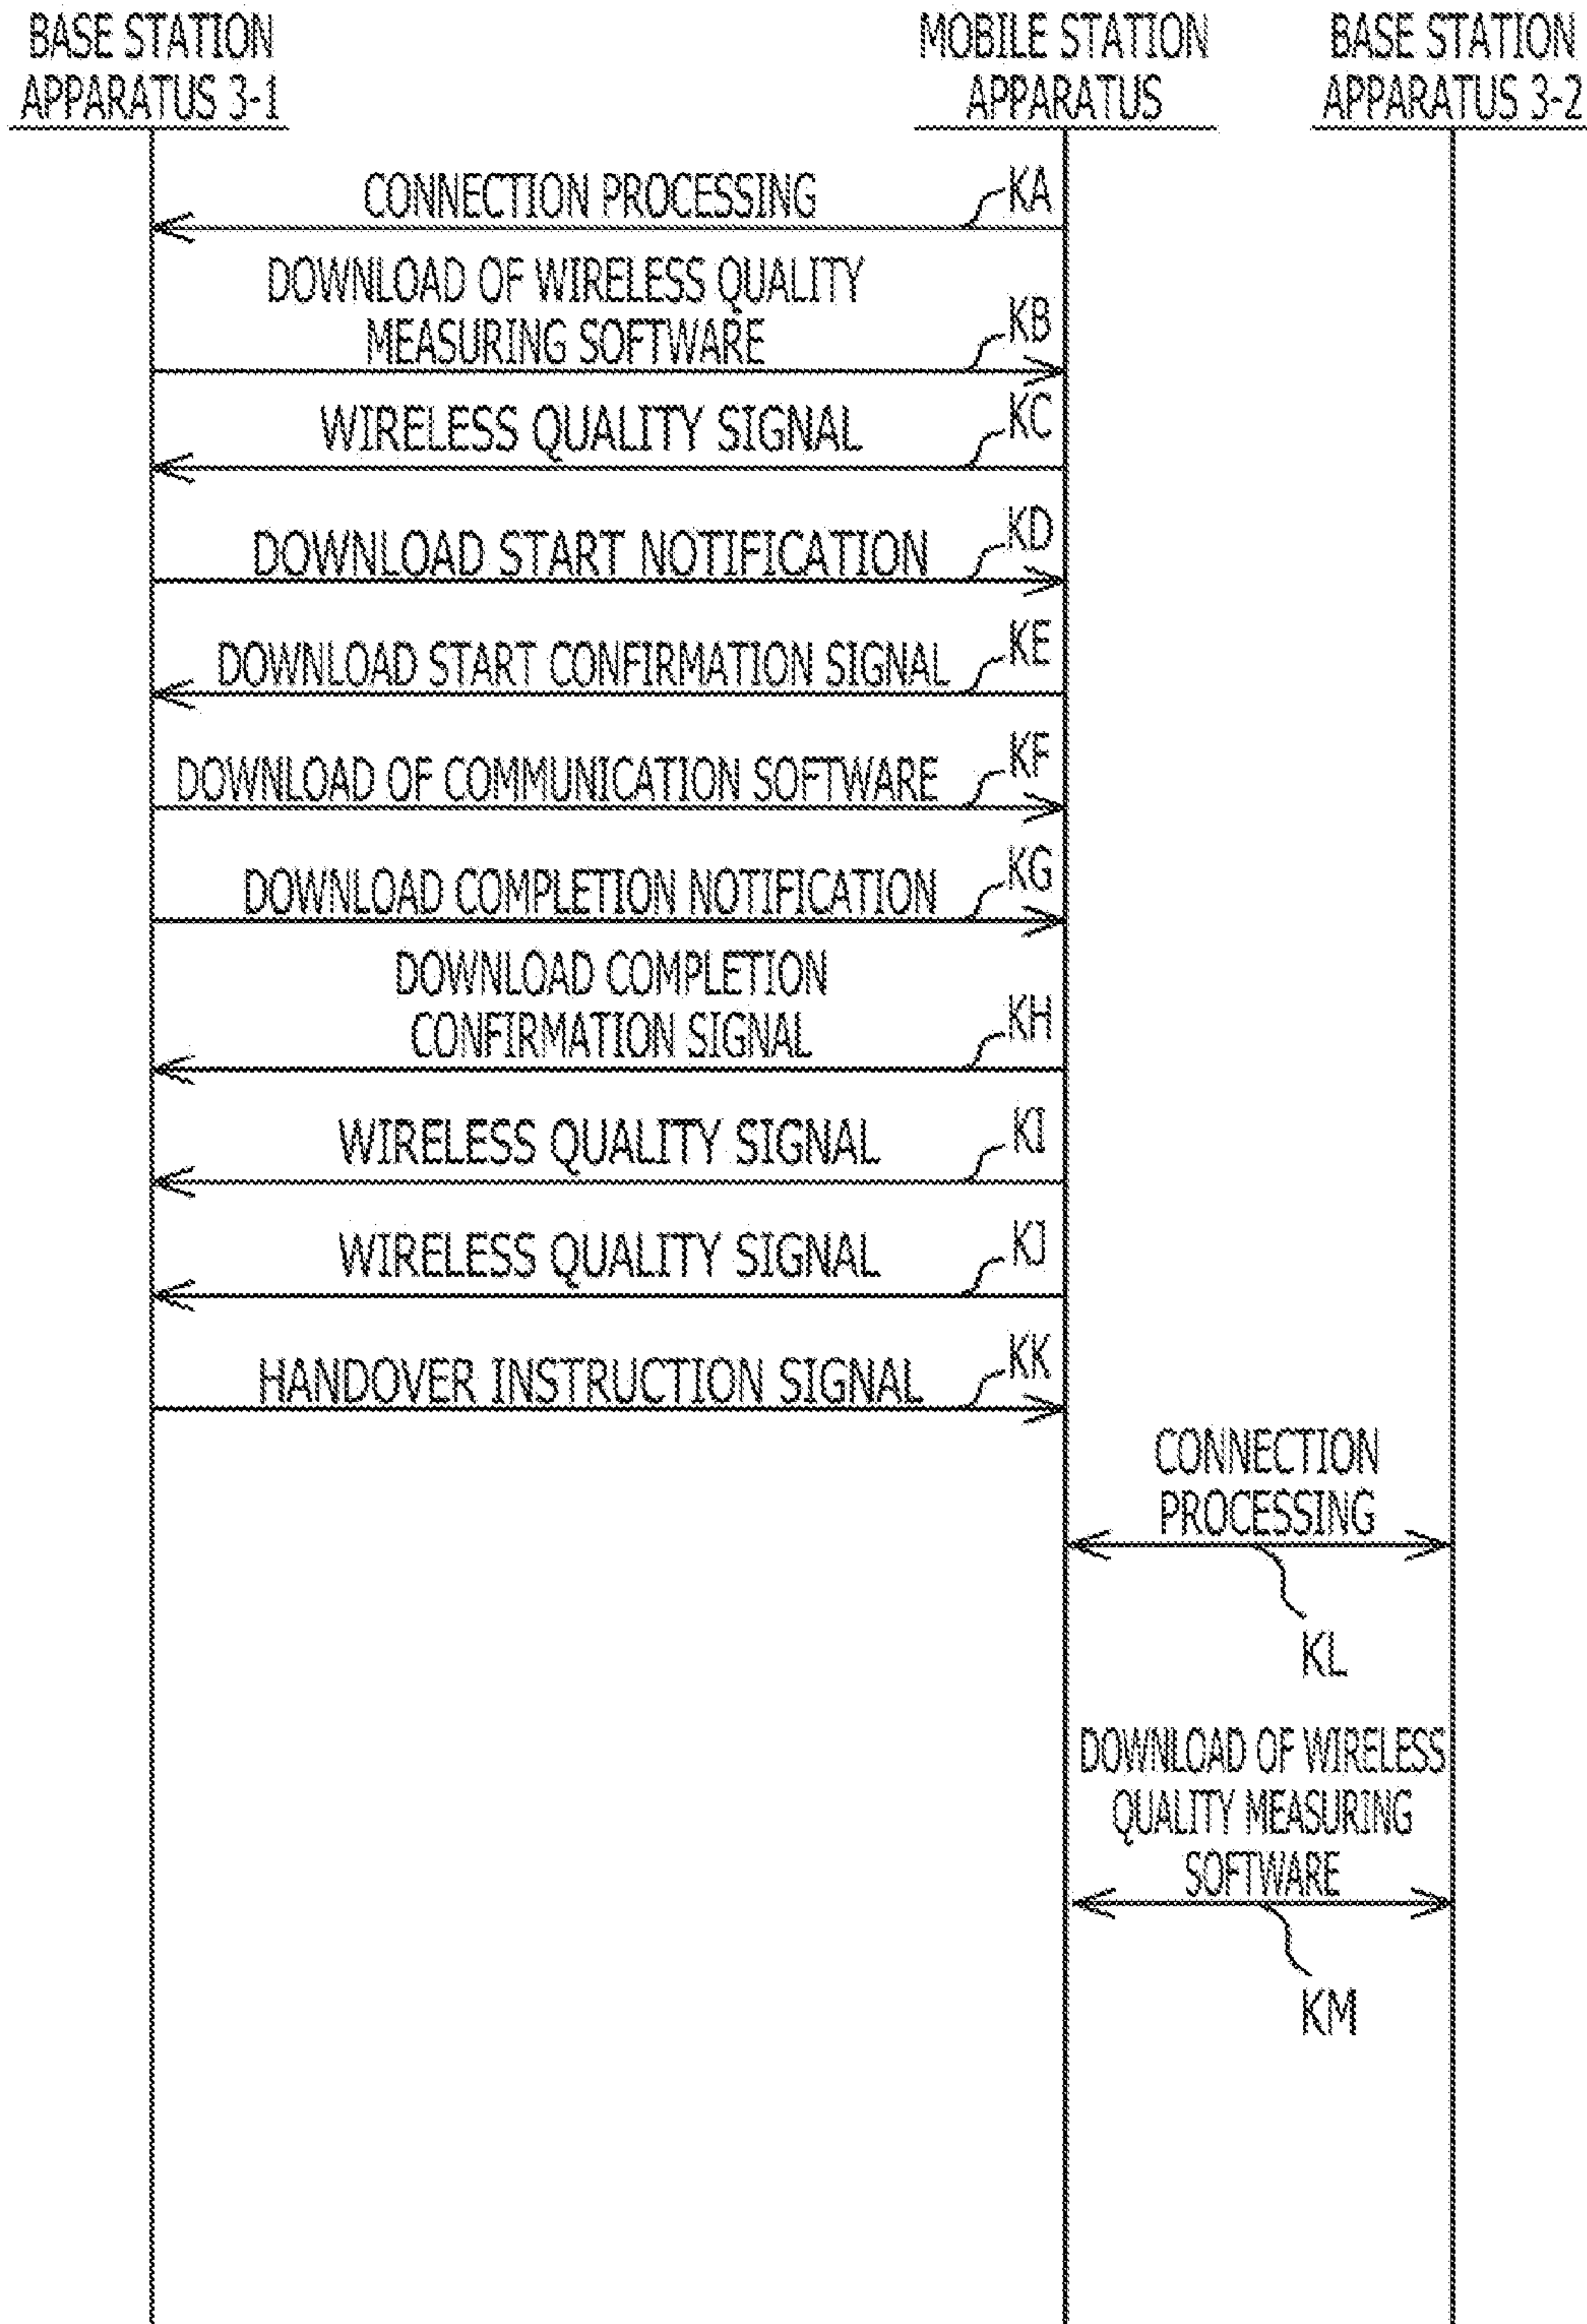 BASE STATION
APPARATUS 3-1
MOBILE STATION
APPARATUS
BASE STATION
APPARATUS 3-2
CONNECTION PROCESSING
KA
DOWNLOAD OF WIRELESS QUALITY
MEASURING SOFTWARE
KB
WIRELESS QUALITY SIGNAL
KC
DOWNLOAD START NOTIFICATION
KD
DOWNLOAD START CONFIRMATION SIGNAL
KE
DOWNLOAD OF COMMUNICATION SOFTWARE
KF
DOWNLOAD COMPLETION NOTIFICATION
KG
DOWNLOAD COMPLETION
CONFIRMATION SIGNAL
KH
WIRELESS QUALITY SIGNAL
KI
WIRELESS QUALITY SIGNAL
KJ
HANDOVER INSTRUCTION SIGNAL
KK
CONNECTION
PROCESSING
KL
DOWNLOAD OF WIRELESS
QUALITY MEASURING
SOFTWARE
KM